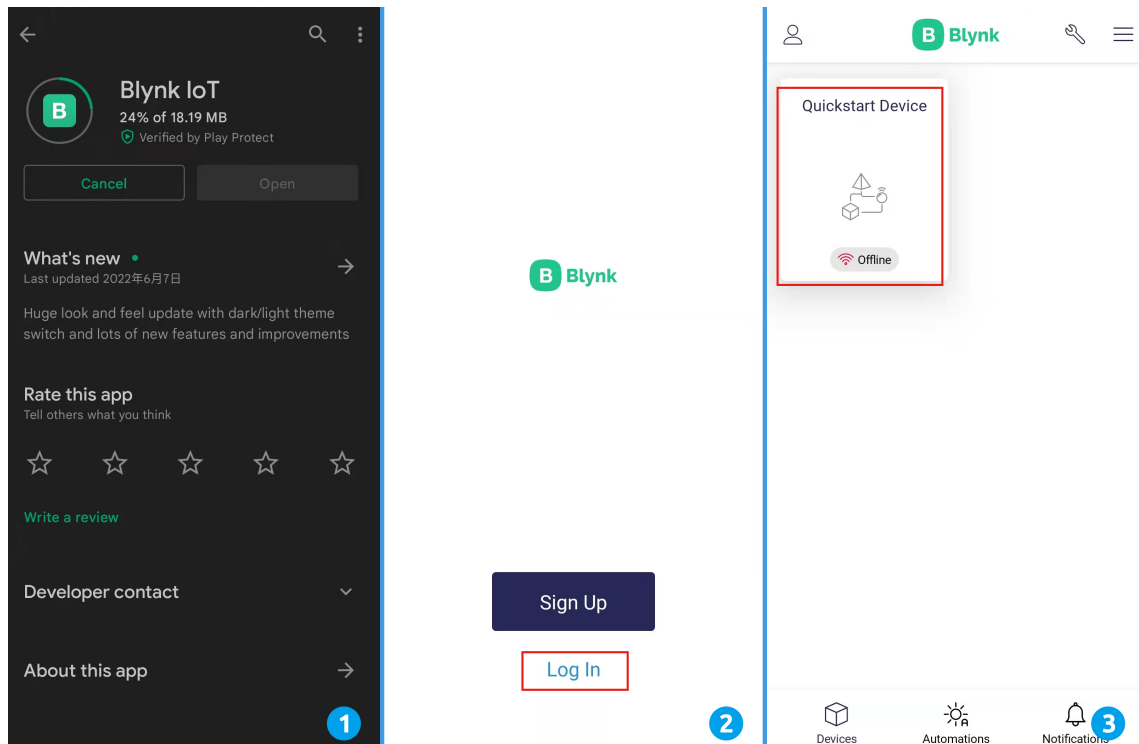 Blynk IoT
B
24% of 18.19 MB
Verified by Play Protect
Cancel
Open
What's new
Last updated 2022年6月7日
Huge look and feel update with dark/light theme
switch and lots of new features and improvements
Rate this app
Tell others what you think
Write a review
Developer contact
About this app
1
B Blynk
Sign Up
Log In
2
B Blynk
Quickstart Device
Offline
Devices
A
Automations
Notifications
3